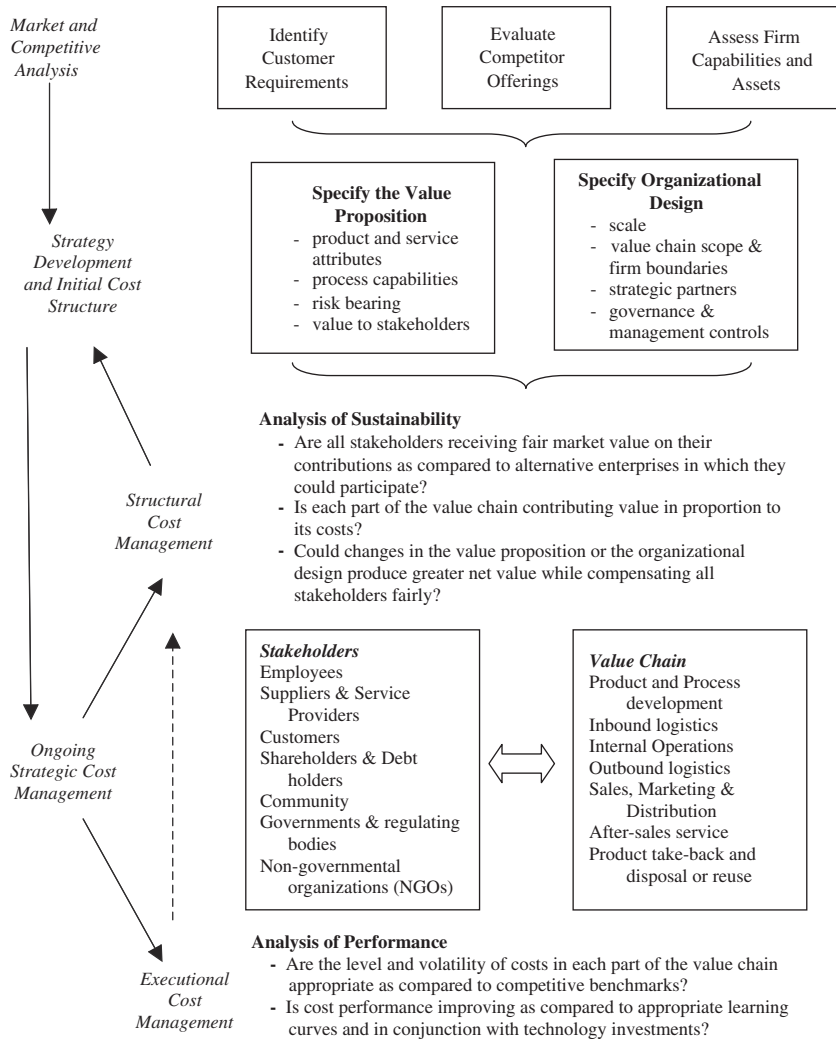 Market and
Competitive
Analysis
Identify
Customer
Requirements
Evaluate
Competitor
Offerings
Assess Firm
Capabilities and
Assets
Strategy
Development
and Initial Cost
Structure
Specify the Value
Proposition
- product and service
attributes
- process capabilities
- risk bearing
- value to stakeholders
Specify Organizational
Design
- scale
- value chain scope &
firm boundaries
- strategic partners
- governance &
management controls
Structural
Cost
Management
Analysis of Sustainability
- Are all stakeholders receiving fair market value on their
contributions as compared to alternative enterprises in which they
could participate?
- Is each part of the value chain contributing value in proportion to
its costs?
- Could changes in the value proposition or the organizational
design produce greater net value while compensating all
stakeholders fairly?
Ongoing
Strategic Cost
Management
Stakeholders
Employees
Suppliers & Service
Providers
Customers
Shareholders & Debt
holders
Community
Governments & regulating
bodies
Non-governmental
organizations (NGOs)
Value Chain
Product and Process
development
Inbound logistics
Internal Operations
Outbound logistics
Sales, Marketing &
Distribution
After-sales service
Product take-back and
disposal or reuse
Executional
Cost
Management
Analysis of Performance
- Are the level and volatility of costs in each part of the value chain
appropriate as compared to competitive benchmarks?
- Is cost performance improving as compared to appropriate learning
curves and in conjunction with technology investments?